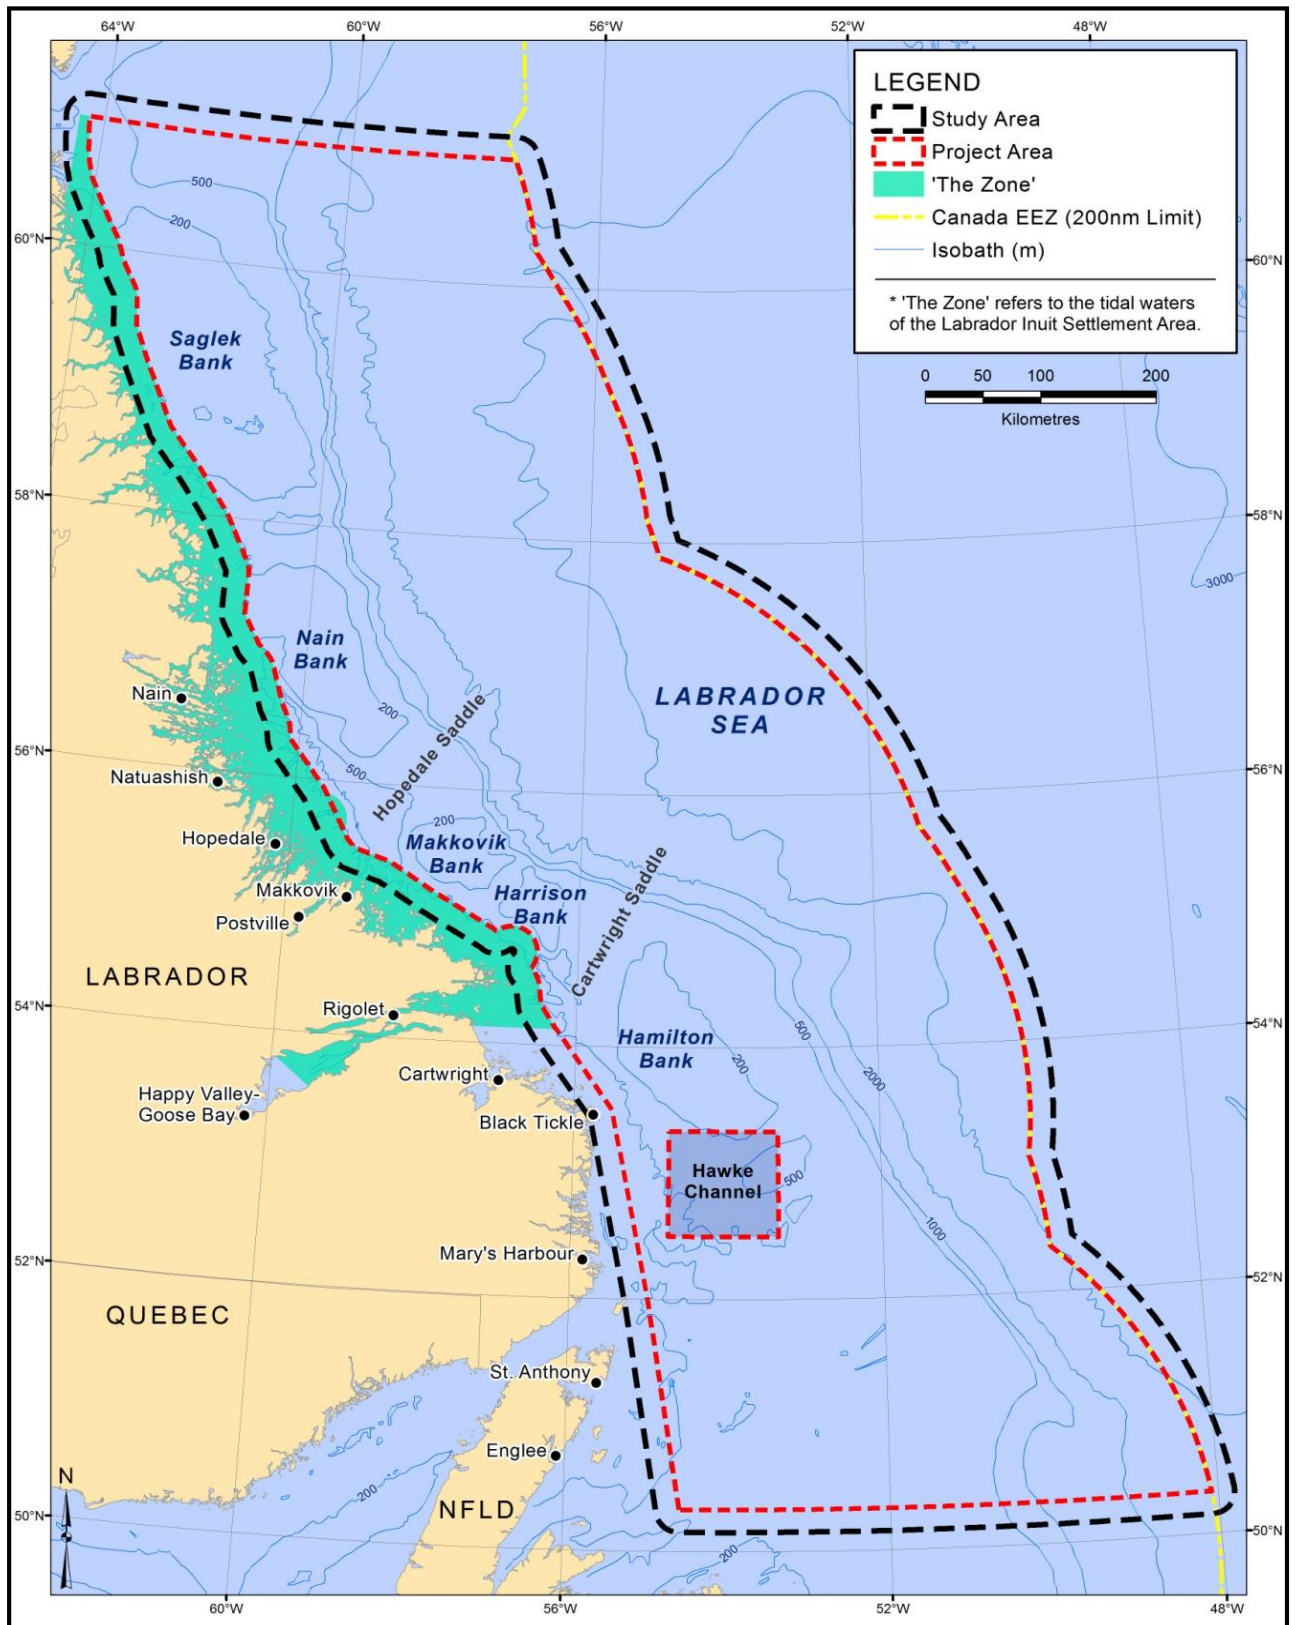 64°W
60°W
56°W
52°W
48°W
LEGEND
Study Area
Project Area
'The Zone'
Canada EEZ (200nm Limit)
Isobath (m)
* 'The Zone' refers to the tidal waters
of the Labrador Inuit Settlement Area.
0
50
100
200
Kilometres
500
200
60°N
60°N
Saglek
Bank
58°N
58°N
3000
Nain
Bank
Nain
LABRADOR
SEA
200
Hopedale Saddle
56°N
56°N
Natuashish
500
200
Hopedale
Makkovik
Bank
Makkovik
Harrison
Bank
Cartwright Saddle
Postville
LABRADOR
54°N
54°N
Rigolet
500
Hamilton
Bank
200
2000
Cartwright
Happy Valley-
Goose Bay
Black Tickle
Hawke
Channel
500
1000
Mary's Harbour
52°N
52°N
QUEBEC
St. Anthony
Englee
N
200
NFLD
50°N
50°N
200
60°W
56°W
52°W
48°W